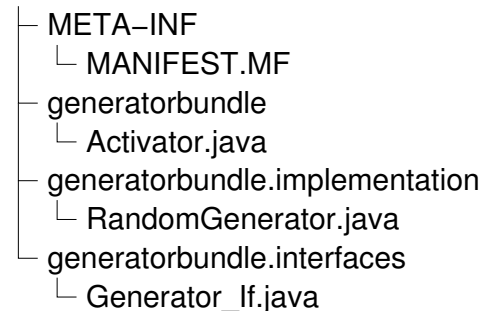 META–INF
MANIFEST.MF
generatorbundle
Activator.java
generatorbundle.implementation
RandomGenerator.java
generatorbundle.interfaces
Generator_If.java